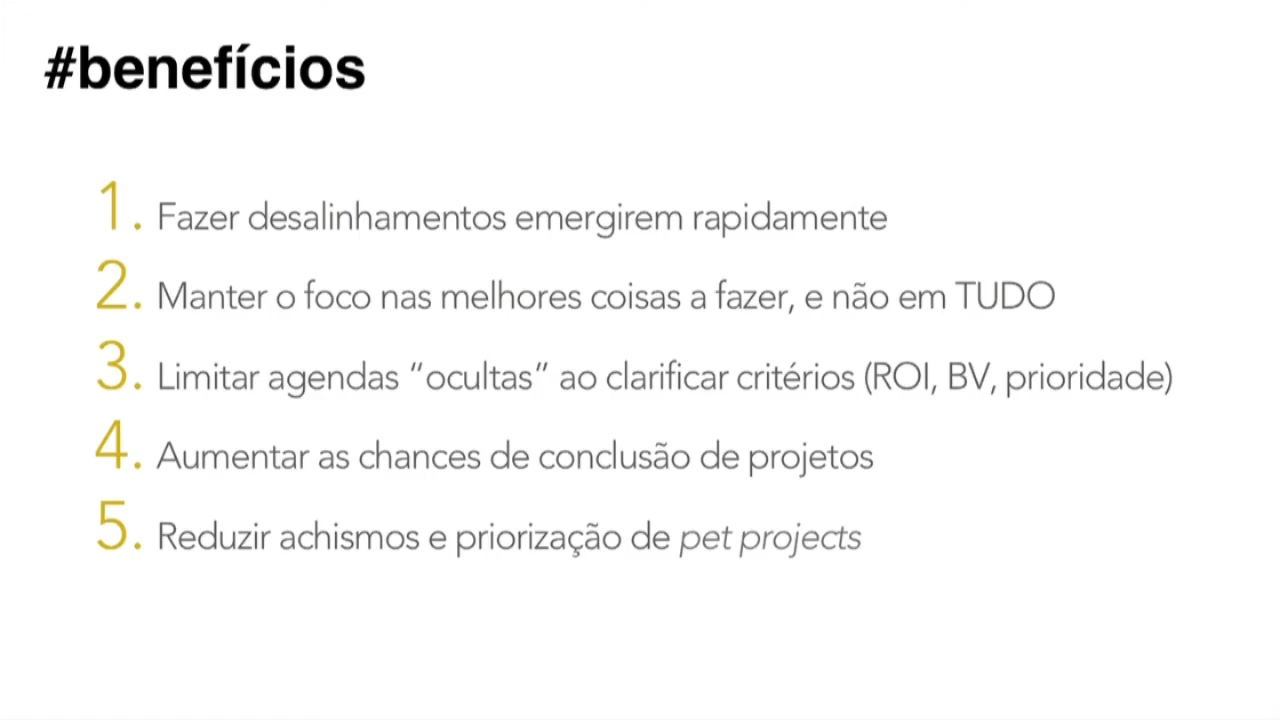 #benefícios
1. Fazer desalinhamentos emergirem rapidamente
2. Manter o foco nas melhores coisas a fazer, e não em TUDO
3. Limitar agendas “ocultas” ao clarificar critérios (ROI, BV, prioridade)
4. Aumentar as chances de conclusão de projetos
5. Reduzir achismos e priorização de pet projects